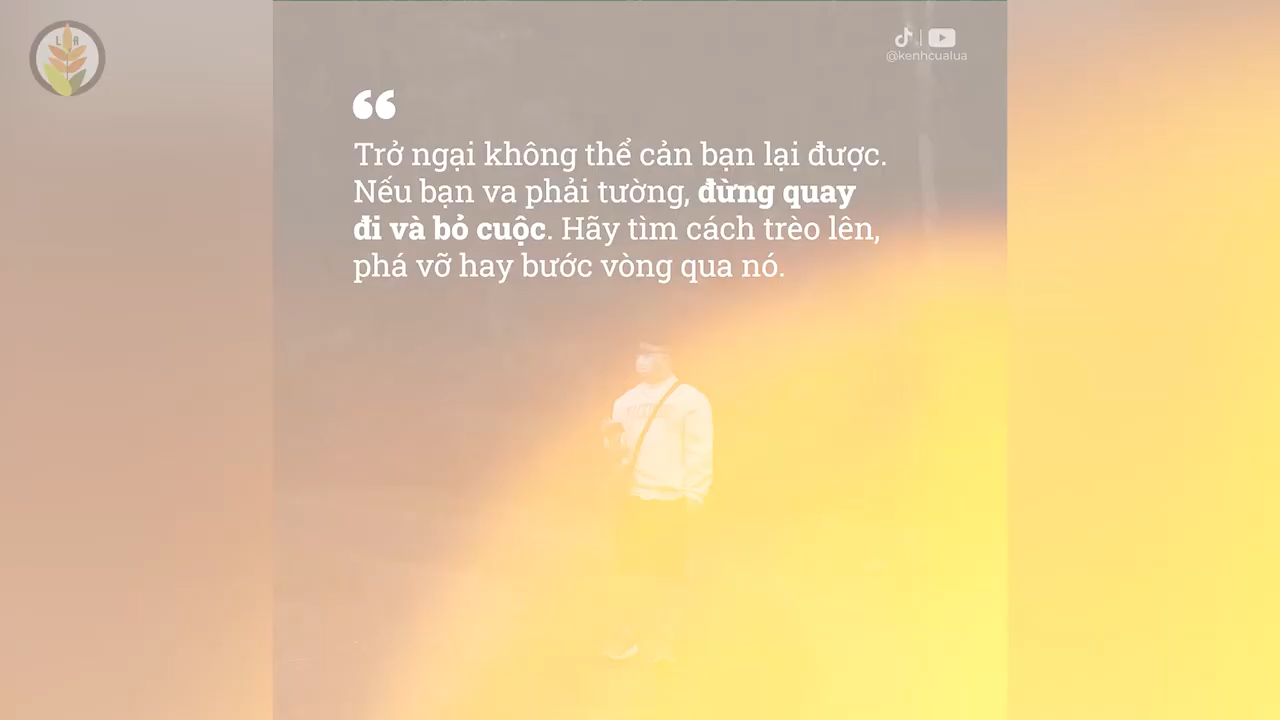 L A
@kenhcualua
“
Trở ngại không thể cản bạn lại được.
Nếu bạn va phải tường, đừng quay
đi và bỏ cuộc. Hãy tìm cách trèo lên,
phá vỡ hay bước vòng qua nó.